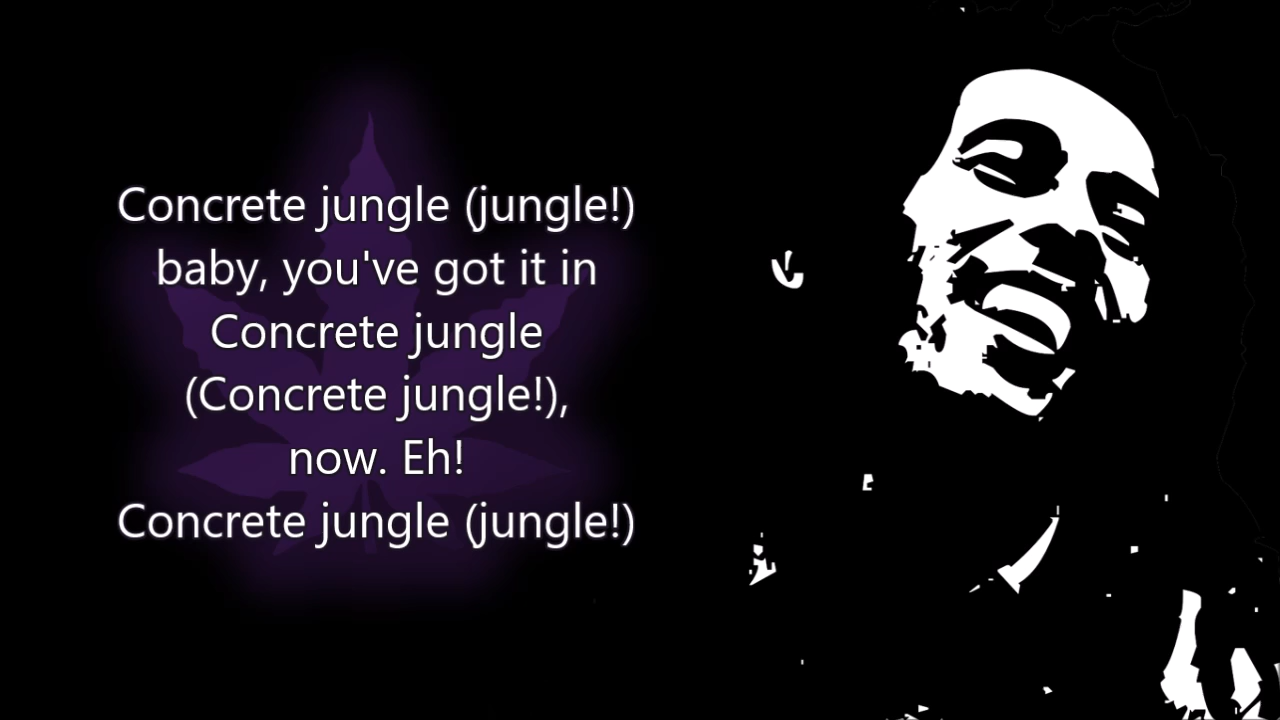 Concrete jungle (jungle!)
baby, you've got it in
Concrete jungle
(Concrete jungle!),
now. Eh!
Concrete jungle (jungle!)